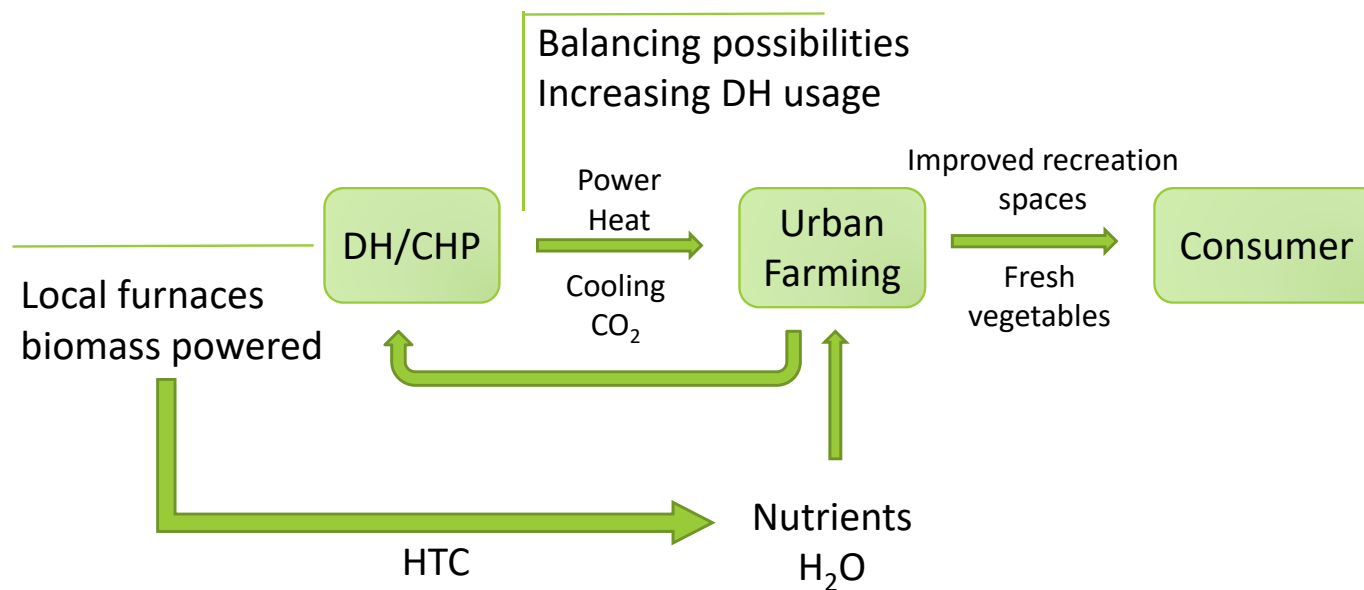 Balancing possibilities
Increasing DH usage
DH/CHP
Power
Heat
Cooling
CO₂
Urban
Farming
Improved recreation
spaces
Fresh
vegetables
Consumer
Local furnaces
biomass powered
HTC
Nutrients
H₂O